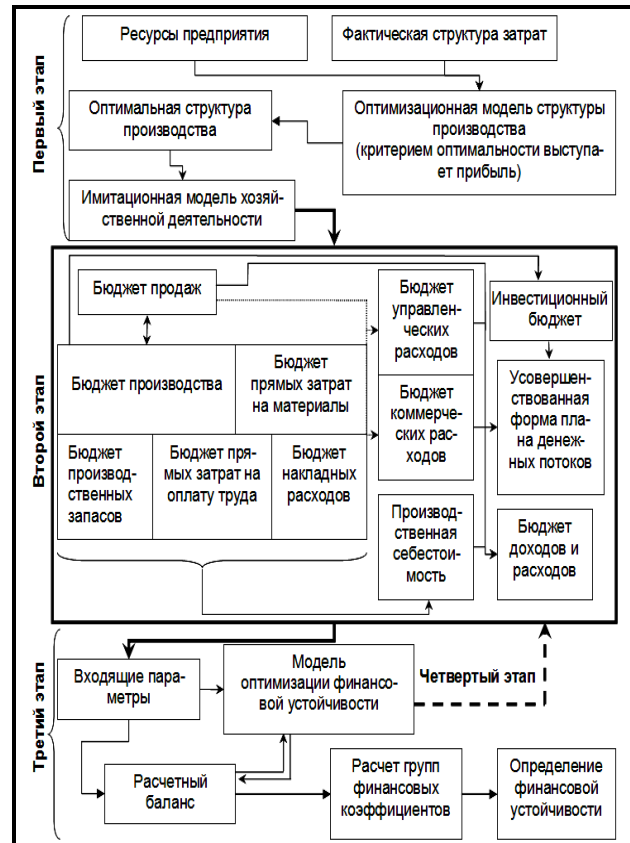 Первый этап
Ресурсы предприятия
Фактическая структура затрат
Оптимальная структура
производства
Оптимизационная модель структуры
производства
(критерием оптимальности выступа-
ет прибыль)
Имитационная модель хозяй-
ственной деятельности
Второй этап
Бюджет продаж
Бюджет
управлен-
ческих
расходов
Инвестиционный
бюджет
Бюджет производства
Бюджет
прямых затрат
на материалы
Бюджет
коммерче-
ских рас-
ходов
Усовершен-
ствованная
форма пла-
на денеж-
ных потоков
Бюджет
производ-
ственных
запасов
Бюджет пря-
мых затрат на
оплату труда
Бюджет
накладных
расходов
Производ-
ственная
себестои-
мость
Бюджет
доходов и
расходов
Третий этап
Входящие пара-
метры
Модель
оптимизации финансо-
вой устойчивости
Четвертый этап
Расчетный
баланс
Расчет групп
финансовых
коэффициентов
Определение
финансовой
устойчивости